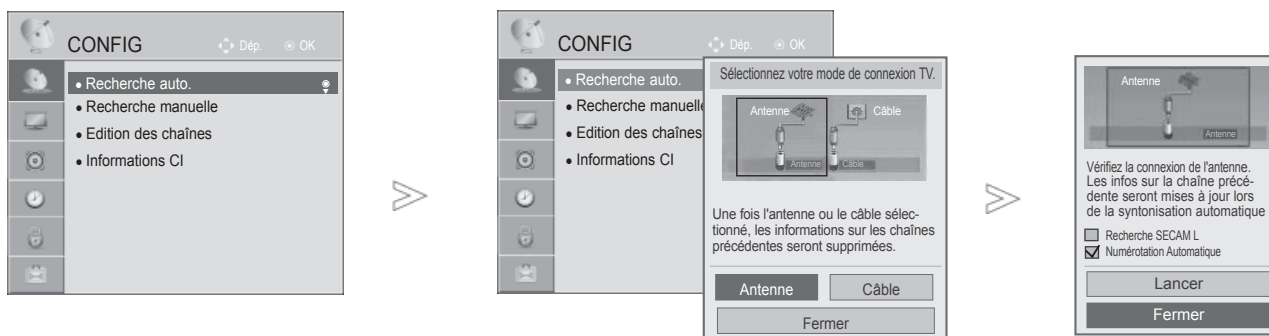 CONFIG
Dép. OK
• Recherche auto.
• Recherche manuelle
• Edition des chaînes
• Informations CI
CONFIG
Dép. OK
• Recherche auto.
• Recherche manuelle
• Edition des chaînes
• Informations CI
Sélectionnez votre mode de connexion TV.
Antenne Câble
Antenne Câble
Une fois l'antenne ou le câble sélec-
tionné, les informations sur les chaînes
précédentes seront supprimées.
Antenne Câble
Fermer
Antenne
Antenne
Vérifiez la connexion de l'antenne.
Les infos sur la chaîne précé-
dente seront mises à jour lors
de la syntonisation automatique
Recherche SECAM L
Numérotation Automatique
Lancer
Fermer